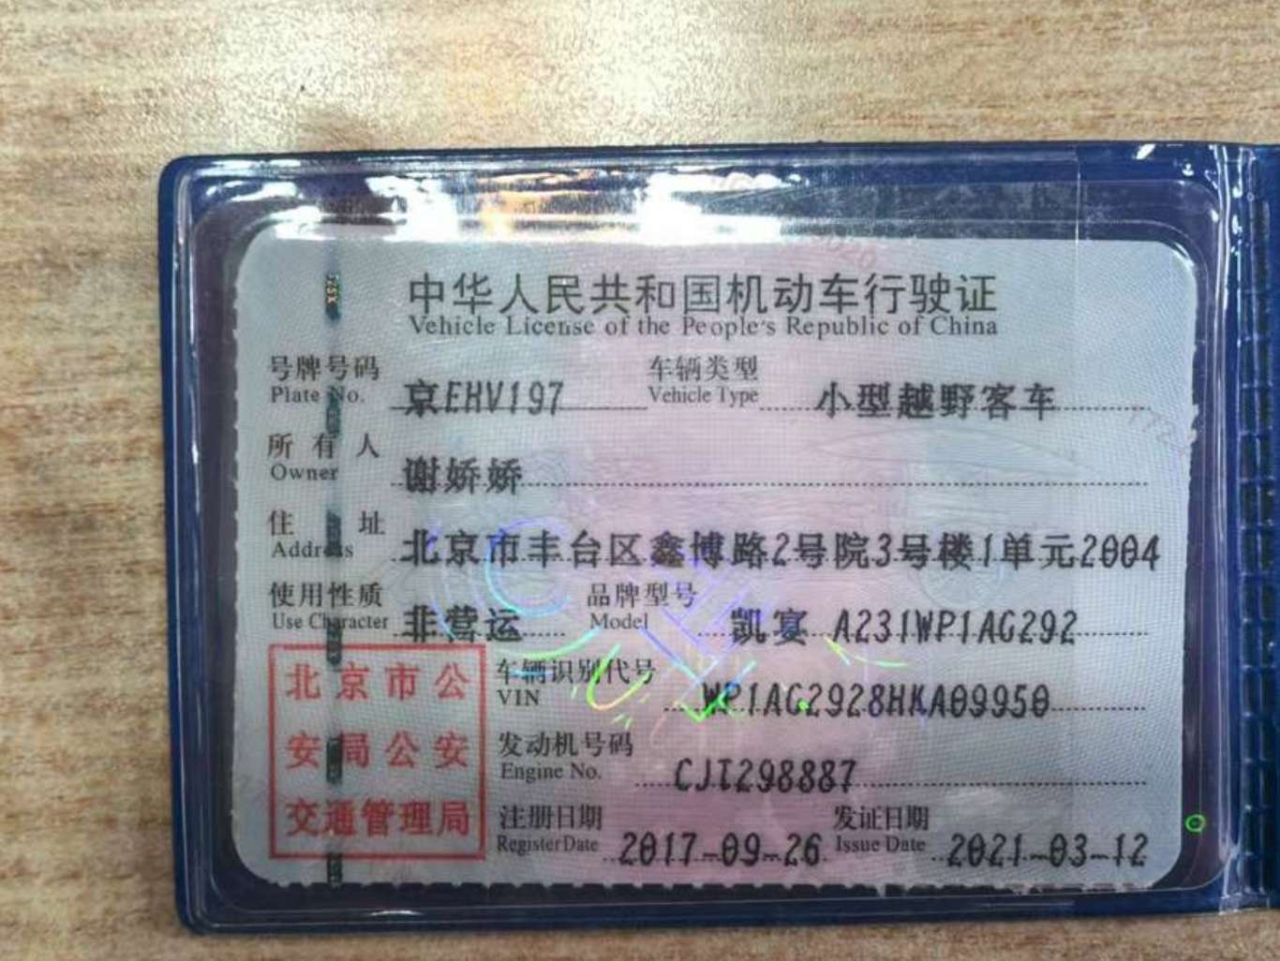 中华人民共和国机动车行驶证
Vehicle License of the People's Republic of China
号牌号码 京EHV197 车辆类型 小型越野客车
Plate No. Vehicle Type
所有人 谢娇娇
Owner
住址 北京市丰台区鑫博路2号院3号楼1单元2004
Address
使用性质 非营运 品牌型号 凯宴 A231WP1AG292
Use Character Model
北京市公
安局公安
交通管理局
车辆识别代号 WP1AG2928HKA09950
VIN
发动机号码 CJT298887
Engine No.
注册日期 2017-09-26 发证日期 2021-03-12
Register Date Issue Date